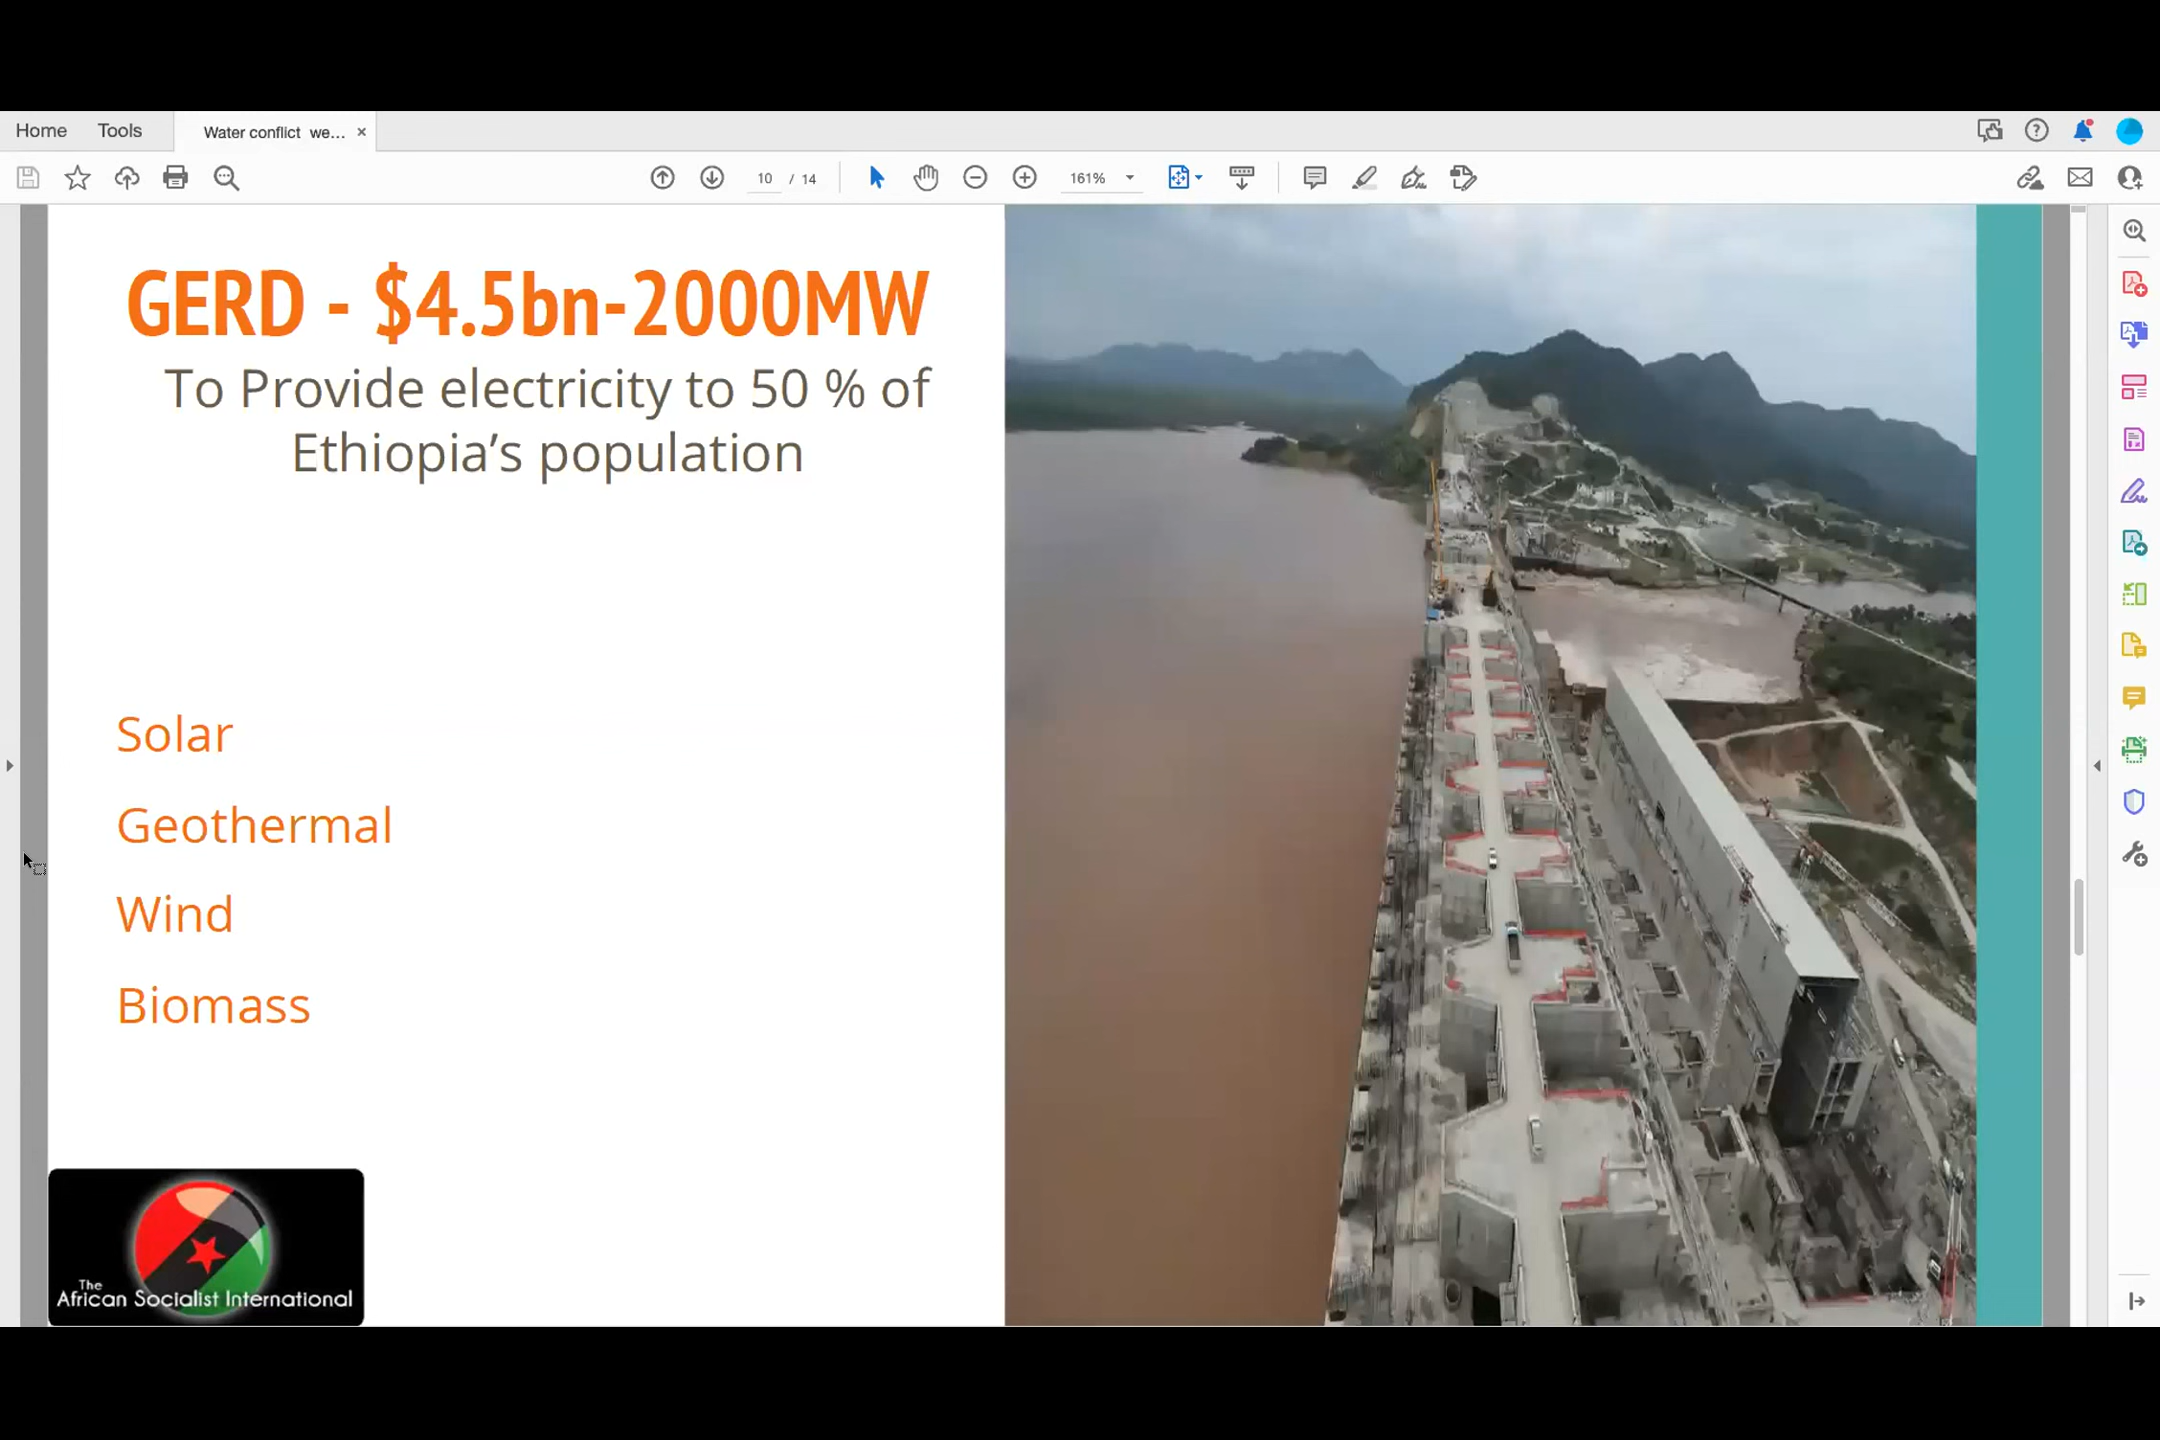 Home
Tools
Water conflict we...
10 / 14
161%
GERD - $4.5bn-2000MW
To Provide electricity to 50 % of
Ethiopia’s population
Solar
Geothermal
Wind
Biomass
The
African Socialist International